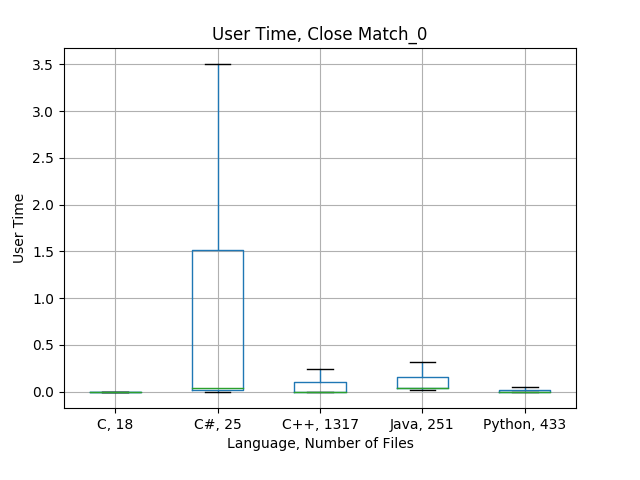 User Time, Close Match_0
3.5
3.0
2.5
2.0
1.5
1.0
0.5
0.0
User Time
C, 18
C#, 25
C++, 1317
Java, 251
Python, 433
Language, Number of Files